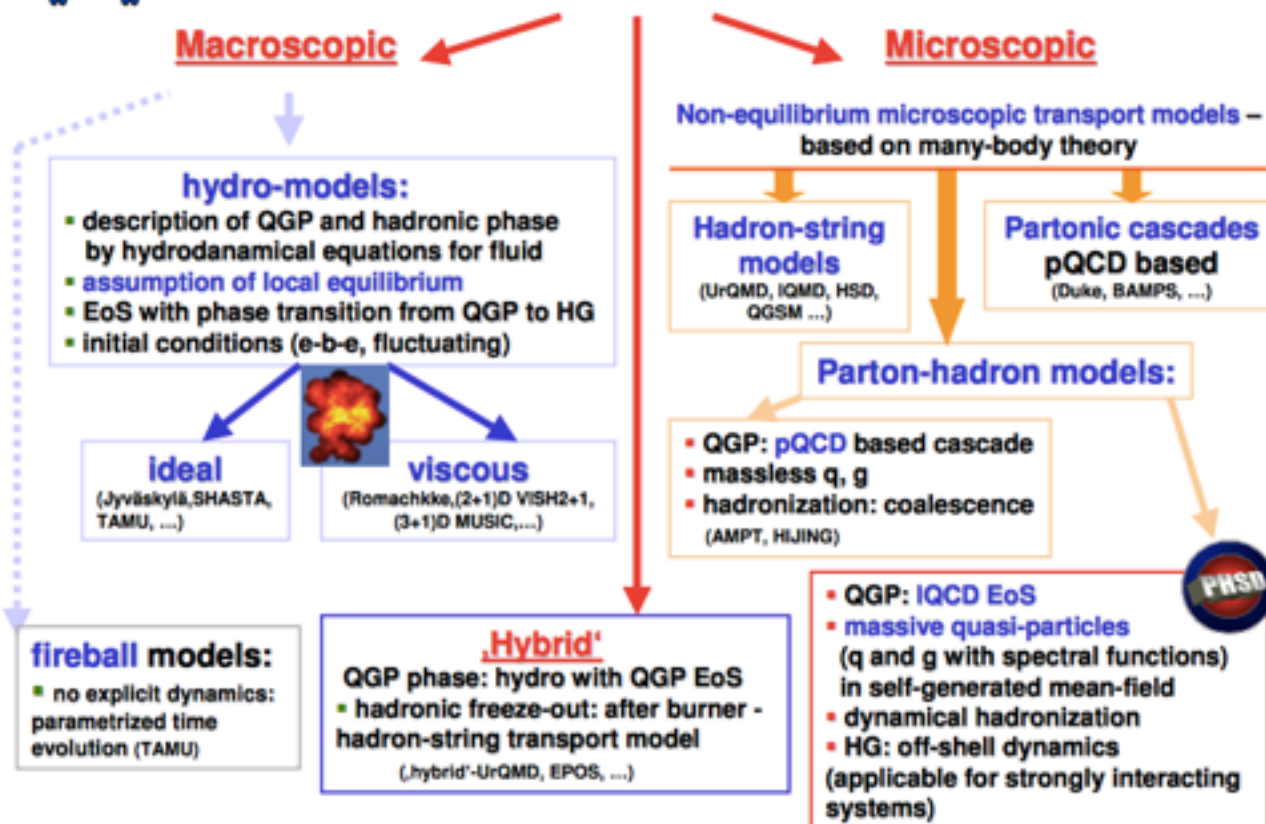 Macroscopic
Microscopic
Non-equilibrium microscopic transport models –
based on many-body theory
hydro-models:
▪ description of QGP and hadronic phase
by hydrodanamical equations for fluid
▪ assumption of local equilibrium
▪ EoS with phase transition from QGP to HG
▪ initial conditions (e-b-e, fluctuating)
ideal
(Jyväskylä,SHASTA,
TAMU, ...)
viscous
(Romachkke,(2+1)D VISH2+1,
(3+1)D MUSIC,...)
fireball models:
▪ no explicit dynamics:
parametrized time
evolution (TAMU)
‚Hybrid‘
QGP phase: hydro with QGP EoS
▪ hadronic freeze-out: after burner -
hadron-string transport model
(‚hybrid‘-UrQMD, EPOS, ...)
Hadron-string
models
(UrQMD, IQMD, HSD,
QGSM ...)
Partonic cascades
pQCD based
(Duke, BAMPS, ...)
Parton-hadron models:
▪ QGP: pQCD based cascade
▪ massless q, g
▪ hadronization: coalescence
(AMPT, HIJING)
PHSD
▪ QGP: lQCD EoS
▪ massive quasi-particles
(q and g with spectral functions)
in self-generated mean-field
▪ dynamical hadronization
▪ HG: off-shell dynamics
(applicable for strongly interacting
systems)